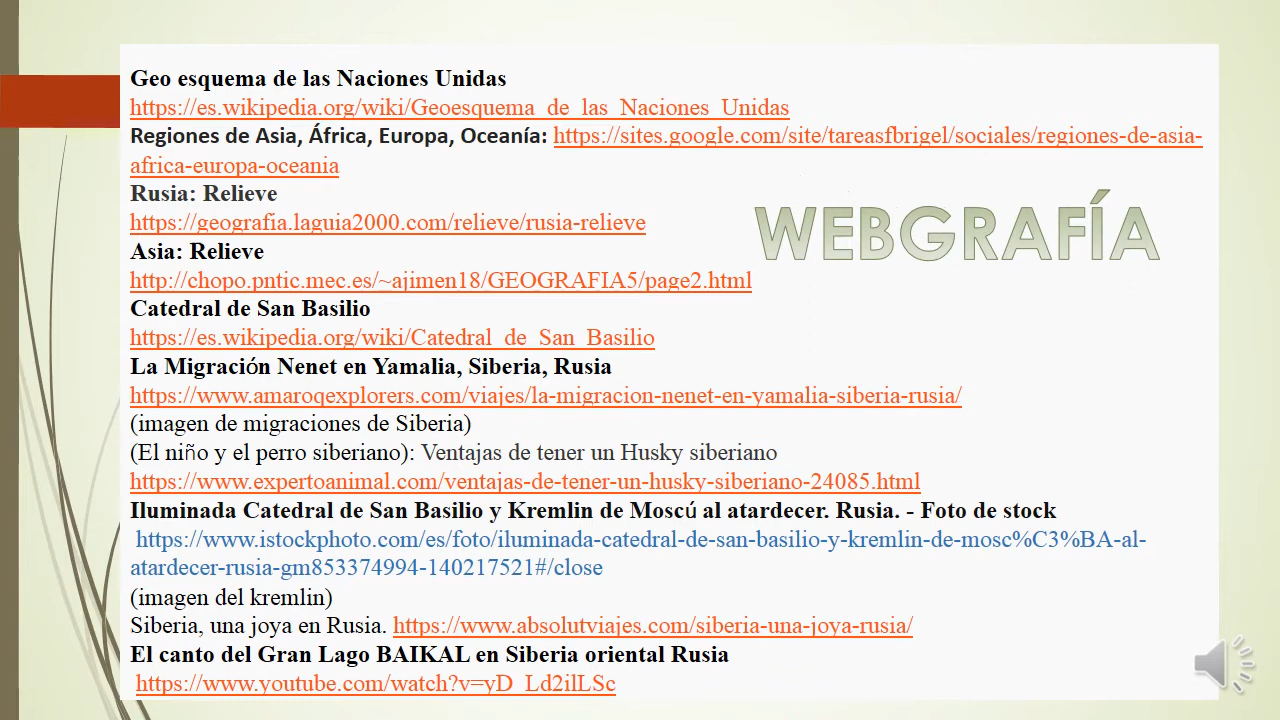 Geo esquema de las Naciones Unidas
https://es.wikipedia.org/wiki/Geoesquema_de_las_Naciones_Unidas
Regiones de Asia, África, Europa, Oceanía: https://sites.google.com/site/tareasfbrigel/sociales/regiones-de-asia-
africa-europa-oceania
Rusia: Relieve
https://geografia.laguia2000.com/relieve/rusia-relieve
WEBGRAFÍA
Asia: Relieve
http://chopo.pntic.mec.es/~ajimen18/GEOGRAFIA5/page2.html
Catedral de San Basilio
https://es.wikipedia.org/wiki/Catedral_de_San_Basilio
La Migración Nenet en Yamalia, Siberia, Rusia
https://www.amaroqexplorers.com/viajes/la-migracion-nenet-en-yamalia-siberia-rusia/
(imagen de migraciones de Siberia)
(El niño y el perro siberiano): Ventajas de tener un Husky siberiano
https://www.expertoanimal.com/ventajas-de-tener-un-husky-siberiano-24085.html
Iluminada Catedral de San Basilio y Kremlin de Moscú al atardecer. Rusia. - Foto de stock
https://www.istockphoto.com/es/foto/iluminada-catedral-de-san-basilio-y-kremlin-de-mosc%C3%BA-al-
atardecer-rusia-gm853374994-140217521#/close
(imagen del kremlin)
Siberia, una joya en Rusia. https://www.absolutviajes.com/siberia-una-joya-rusia/
El canto del Gran Lago BAIKAL en Siberia oriental Rusia
https://www.youtube.com/watch?v=yD_Ld2ilLSc